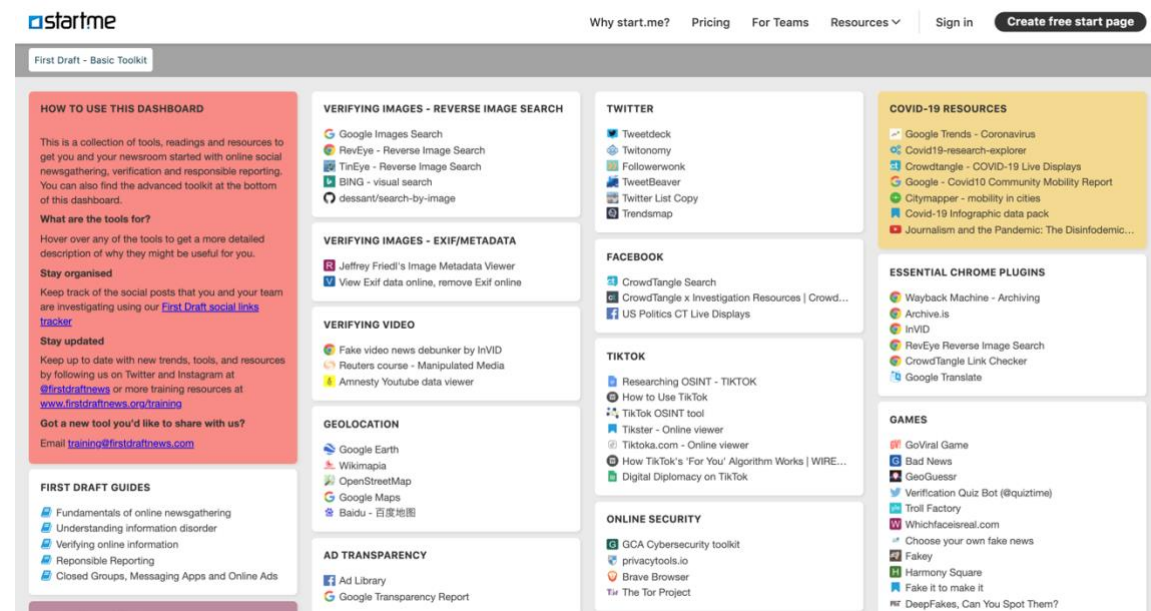 start.me
Why start.me?
Pricing
For Teams
Resources
Sign in
Create free start page
First Draft - Basic Toolkit
HOW TO USE THIS DASHBOARD
This is a collection of tools, readings and resources to
get you and your newsroom started with online social
newsgathering, verification and responsible reporting.
You can also find the advanced toolkit at the bottom
of this dashboard.
What are the tools for?
Hover over any of the tools to get a more detailed
description of why they might be useful for you.
Stay organised
Keep track of the social posts that you and your team
are investigating using our First Draft social links
tracker
Stay updated
Keep up to date with new trends, tools, and resources
by following us on Twitter and Instagram at
@firstdraftnews or more training resources at
www.firstdraftnews.org/training
Got a new tool you'd like to share with us?
Email training@firstdraftnews.com
FIRST DRAFT GUIDES
Fundamentals of online newsgathering
Understanding information disorder
Verifying online information
Reponsible Reporting
Closed Groups, Messaging Apps and Online Ads
VERIFYING IMAGES - REVERSE IMAGE SEARCH
Google Images Search
RevEye - Reverse Image Search
TinEye - Reverse Image Search
BING - visual search
dessant/search-by-image
VERIFYING IMAGES - EXIF/METADATA
Jeffrey Friedl's Image Metadata Viewer
View Exif data online, remove Exif online
VERIFYING VIDEO
Fake video news debunker by InVID
Reuters course - Manipulated Media
Amnesty Youtube data viewer
GEOLOCATION
Google Earth
Wikimapia
OpenStreetMap
Google Maps
Baidu - 百度地图
AD TRANSPARENCY
Ad Library
Google Transparency Report
TWITTER
Tweetdeck
Twitonomy
Followerwonk
TweetBeaver
Twitter List Copy
Trendsmap
FACEBOOK
CrowdTangle Search
CrowdTangle x Investigation Resources | Crowd...
US Politics CT Live Displays
TIKTOK
Researching OSINT - TIKTOK
How to Use TikTok
TikTok OSINT tool
Tikster - Online viewer
Tiktoka.com - Online viewer
How TikTok's 'For You' Algorithm Works | WIRE...
Digital Diplomacy on TikTok
ONLINE SECURITY
GCA Cybersecurity toolkit
privacytools.io
Brave Browser
The Tor Project
COVID-19 RESOURCES
Google Trends - Coronavirus
Covid19-research-explorer
Crowdtangle - COVID-19 Live Displays
Google - Covid10 Community Mobility Report
Citymapper - mobility in cities
Covid-19 Infographic data pack
Journalism and the Pandemic: The Disinfodemic...
ESSENTIAL CHROME PLUGINS
Wayback Machine - Archiving
Archive.is
InVID
RevEye Reverse Image Search
CrowdTangle Link Checker
Google Translate
GAMES
GoViral Game
Bad News
GeoGuessr
Verification Quiz Bot (@quiztime)
Troll Factory
Whichfaceisreal.com
Choose your own fake news
Fakey
Harmony Square
Fake it to make it
DeepFakes, Can You Spot Them?